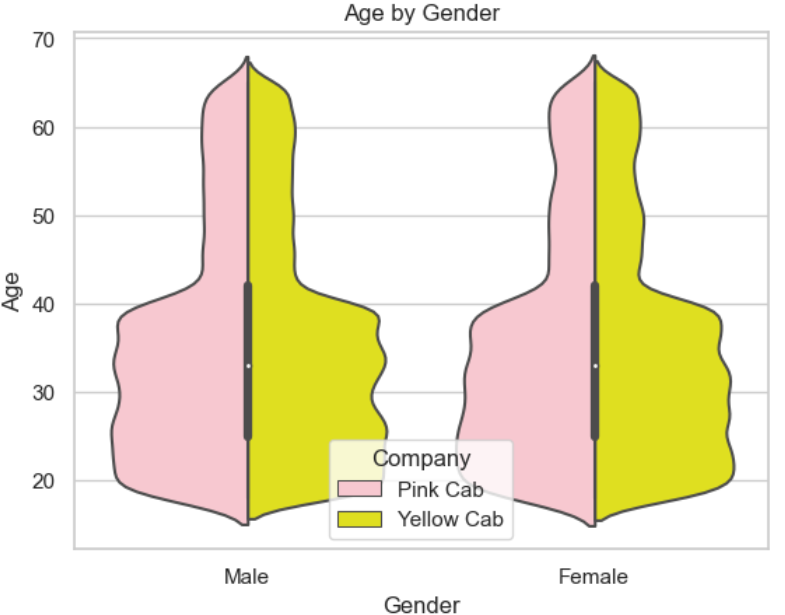 Age by Gender
70
60
50
40
30
20
Age
Company
Pink Cab
Yellow Cab
Male Female
Gender